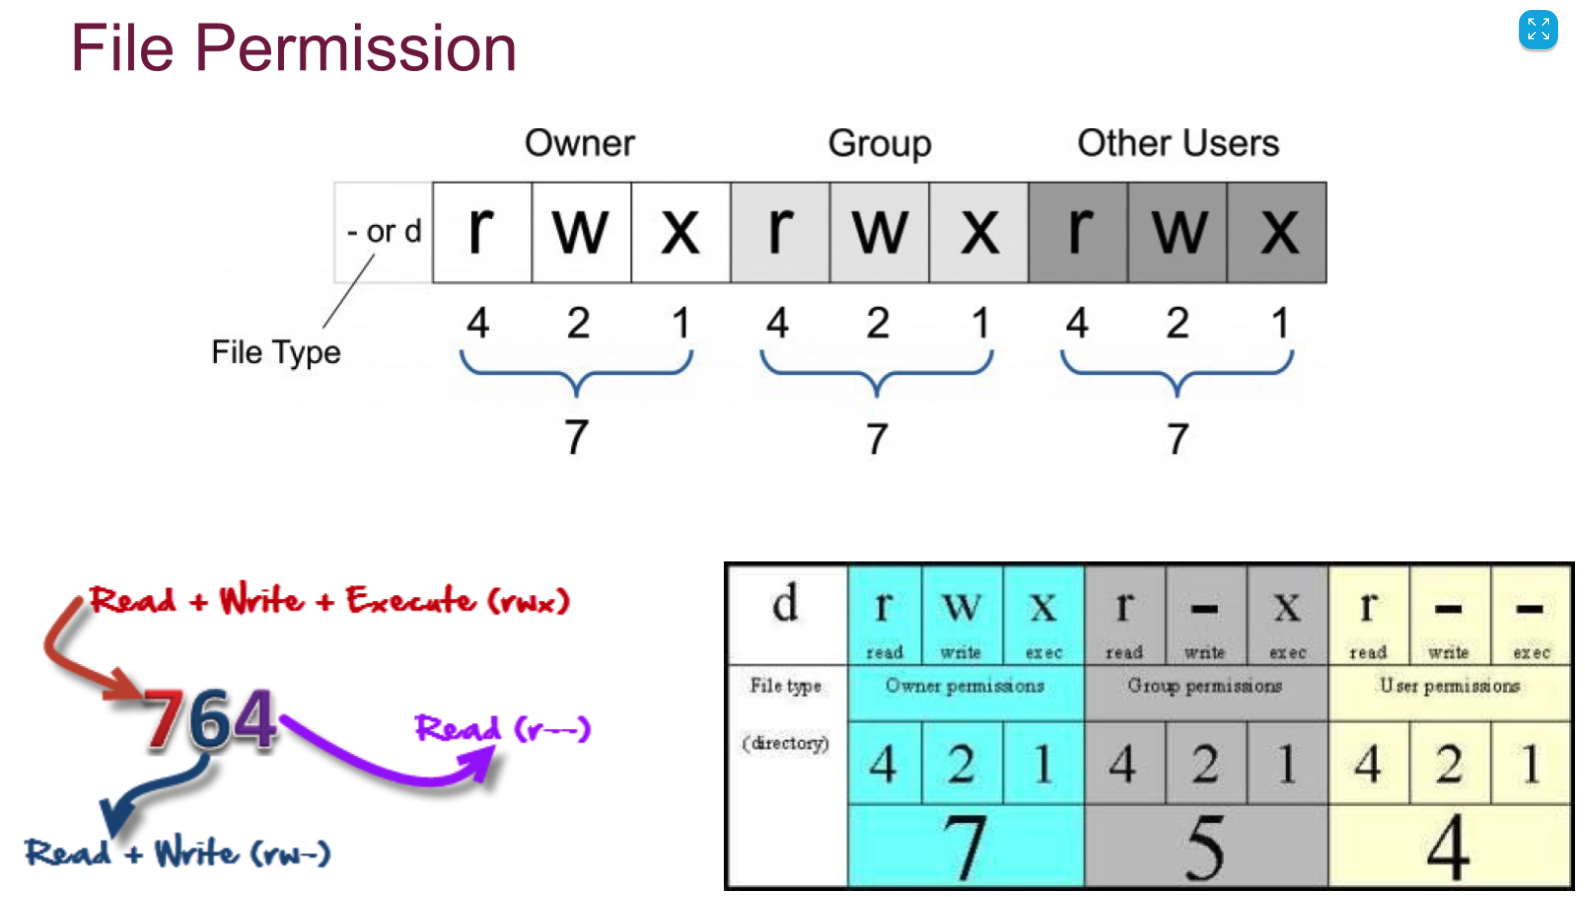 File Permission
Owner Group Other Users
- or d r w x r w x r w x
4 2 1 4 2 1 4 2 1
File Type
7 7 7
Read + Write + Execute (rwx)
764
Read (r--)
Read + Write (rw-)
d r w x r - x r - -
read write exec read write exec read write exec
File type Owner permissions Group permissions User permissions
(directory)
4 2 1 4 2 1 4 2 1
7 5 4